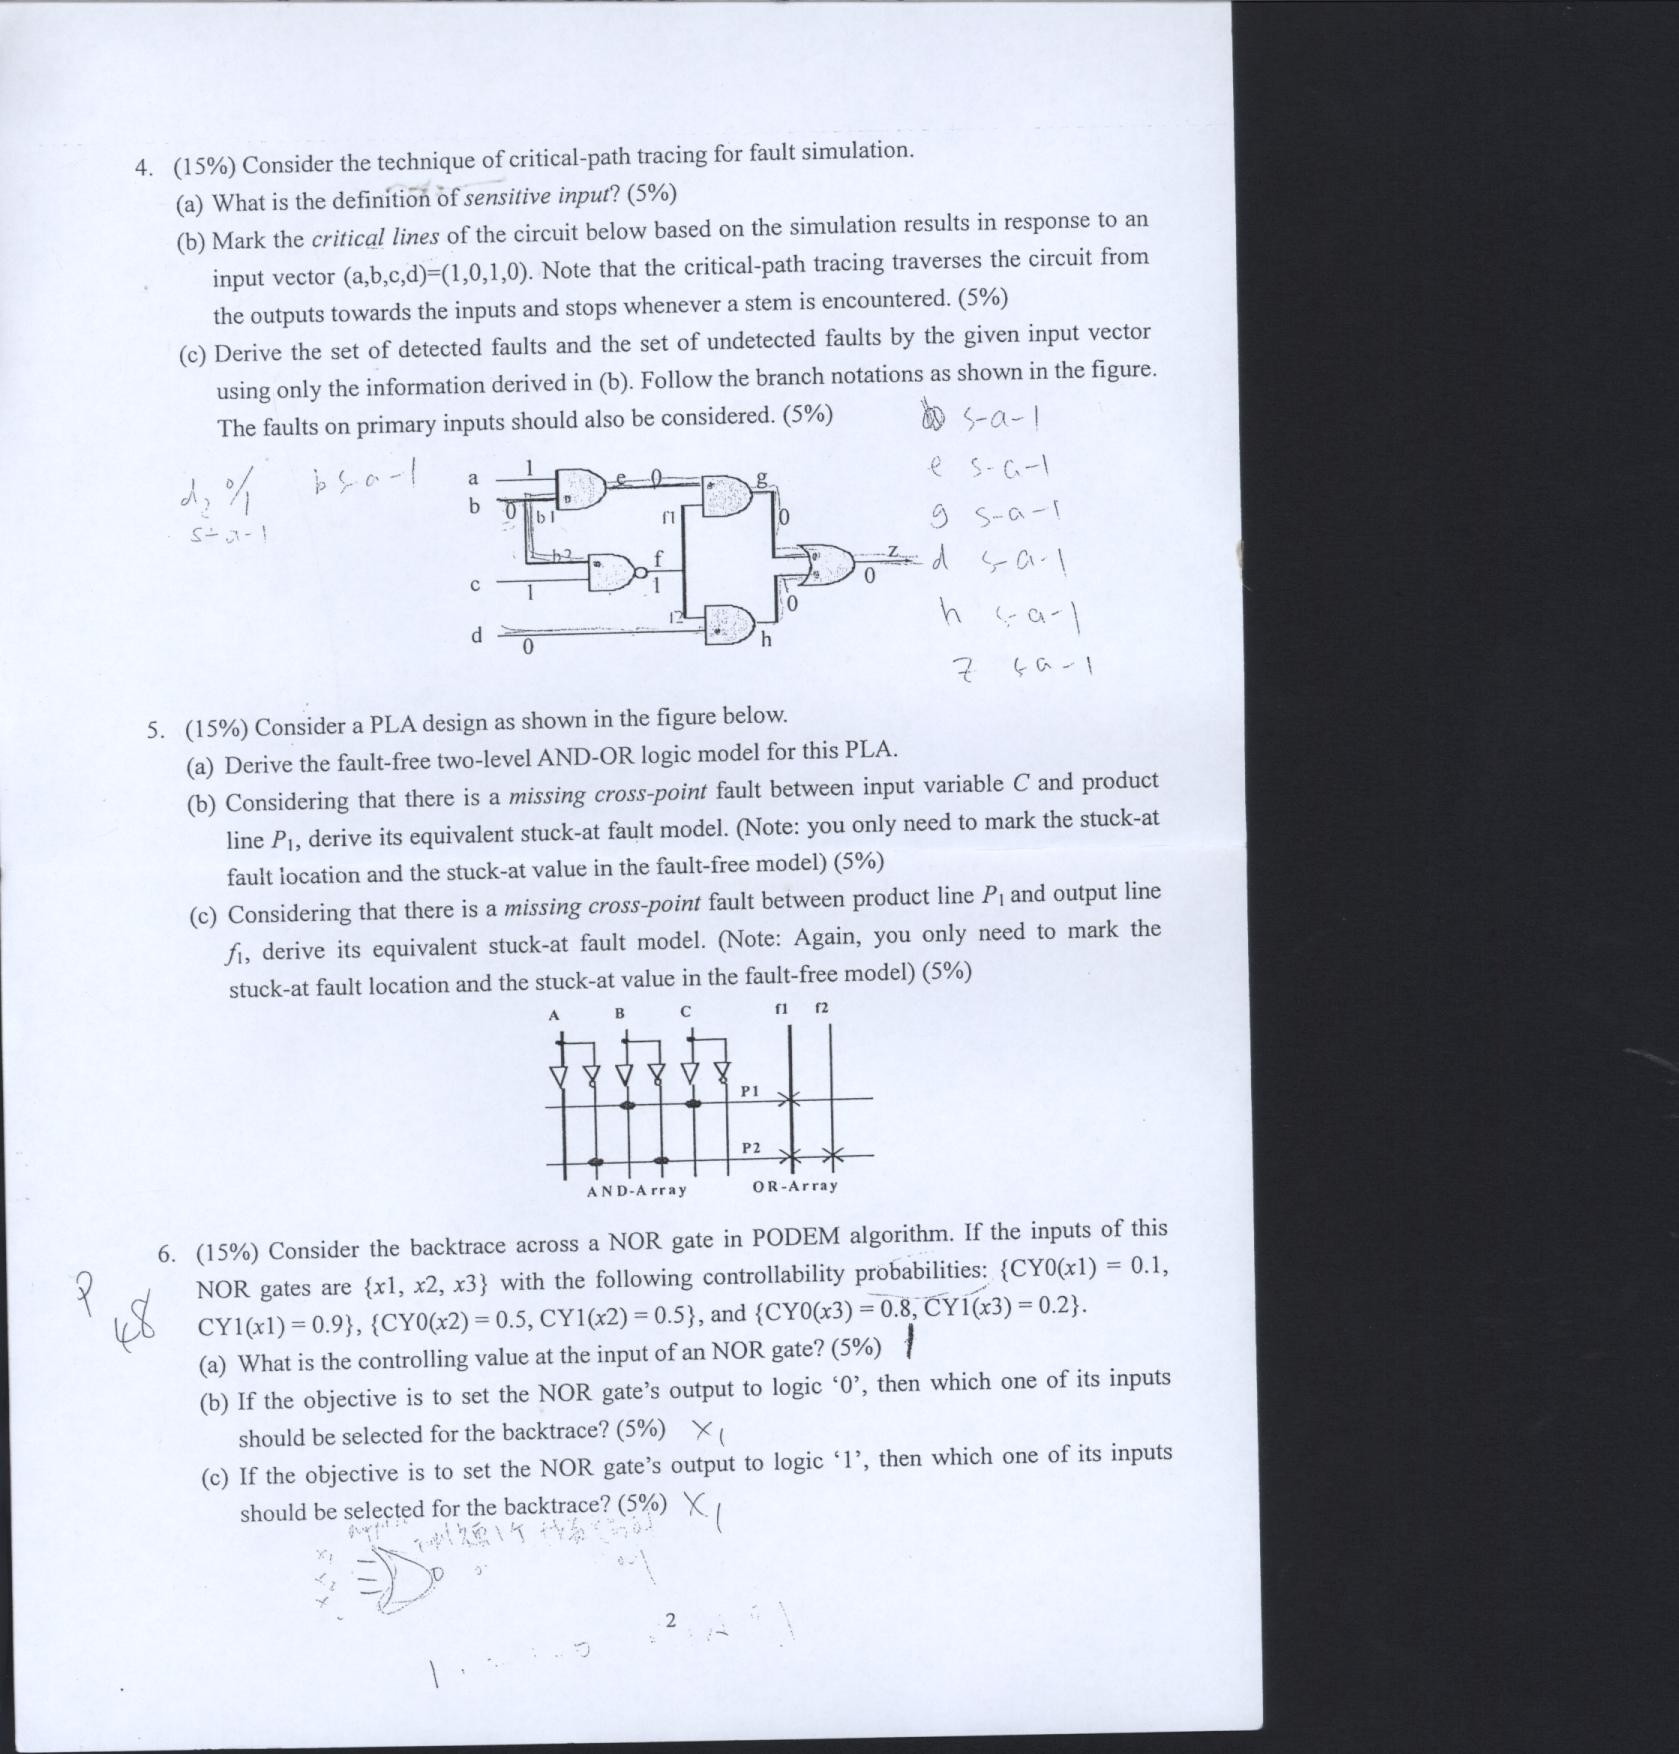 4. (15%) Consider the technique of critical-path tracing for fault simulation.
(a) What is the definition of sensitive input? (5%)
(b) Mark the critical lines of the circuit below based on the simulation results in response to an
input vector (a,b,c,d)=(1,0,1,0). Note that the critical-path tracing traverses the circuit from
the outputs towards the inputs and stops whenever a stem is encountered. (5%)
(c) Derive the set of detected faults and the set of undetected faults by the given input vector
using only the information derived in (b). Follow the branch notations as shown in the figure.
The faults on primary inputs should also be considered. (5%)
s-a-1
d, 0/1
s-a-1
b s-a-1
e s-a-1
g s-a-1
d s-a-1
h s-a-1
z s-a-1
a 1 e 0 g
b 0 b1 f1 0
b2 f z 0
c 1 1 0
f2
d 0 h
5. (15%) Consider a PLA design as shown in the figure below.
(a) Derive the fault-free two-level AND-OR logic model for this PLA.
(b) Considering that there is a missing cross-point fault between input variable C and product
line P1, derive its equivalent stuck-at fault model. (Note: you only need to mark the stuck-at
fault location and the stuck-at value in the fault-free model) (5%)
(c) Considering that there is a missing cross-point fault between product line P1 and output line
f1, derive its equivalent stuck-at fault model. (Note: Again, you only need to mark the
stuck-at fault location and the stuck-at value in the fault-free model) (5%)
A B C f1 f2
P1
P2
AND-Array OR-Array
6. (15%) Consider the backtrace across a NOR gate in PODEM algorithm. If the inputs of this
NOR gates are {x1, x2, x3} with the following controllability probabilities: {CY0(x1) = 0.1,
CY1(x1) = 0.9}, {CY0(x2) = 0.5, CY1(x2) = 0.5}, and {CY0(x3) = 0.8, CY1(x3) = 0.2}.
(a) What is the controlling value at the input of an NOR gate? (5%) 1
(b) If the objective is to set the NOR gate's output to logic ‘0’, then which one of its inputs
should be selected for the backtrace? (5%) X1
(c) If the objective is to set the NOR gate's output to logic ‘1’, then which one of its inputs
should be selected for the backtrace? (5%) X1
P
48
2